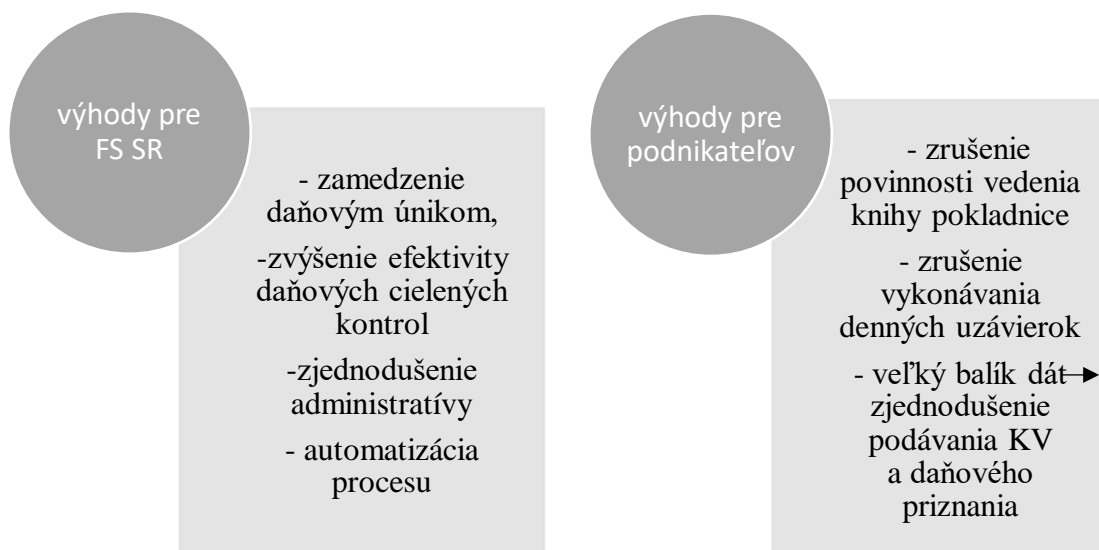 výhody pre
FS SR
- zamedzenie
daňovým únikom,
-zvýšenie efektivity
daňových cielených
kontrol
-zjednodušenie
administratívy
- automatizácia
procesu
výhody pre
podnikateľov
- zrušenie
povinnosti vedenia
knihy pokladnice
- zrušenie
vykonávania
denných uzávierok
- veľký balík dát
zjednodušenie
podávania KV
a daňového
priznania